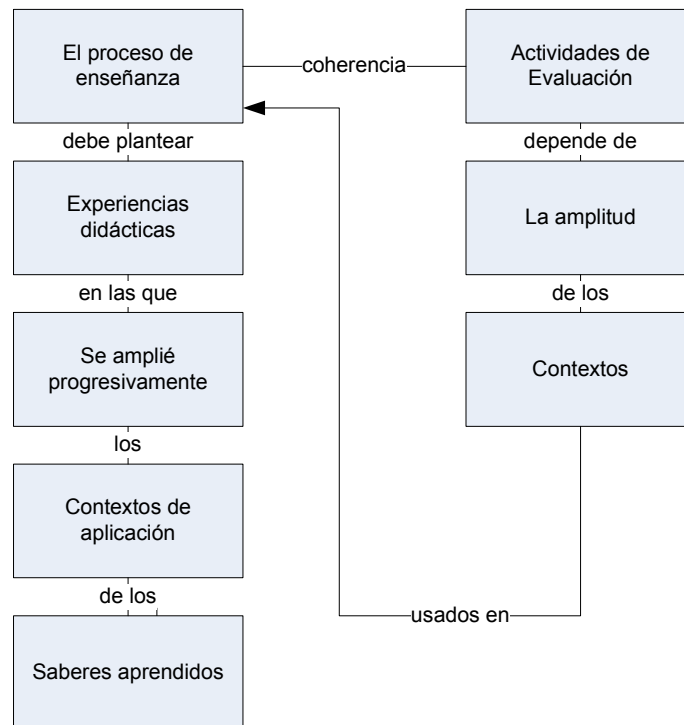 El proceso de
enseñanza
coherencia
Actividades de
Evaluación
debe plantear
depende de
Experiencias
didácticas
La amplitud
en las que
de los
Se amplié
progresivamente
Contextos
los
Contextos de
aplicación
de los
usados en
Saberes aprendidos